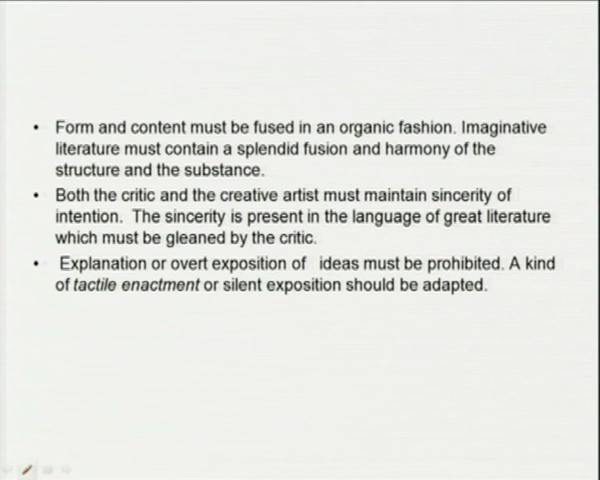 • Form and content must be fused in an organic fashion. Imaginative
literature must contain a splendid fusion and harmony of the
structure and the substance.
• Both the critic and the creative artist must maintain sincerity of
intention. The sincerity is present in the language of great literature
which must be gleaned by the critic.
• Explanation or overt exposition of ideas must be prohibited. A kind
of tactile enactment or silent exposition should be adapted.